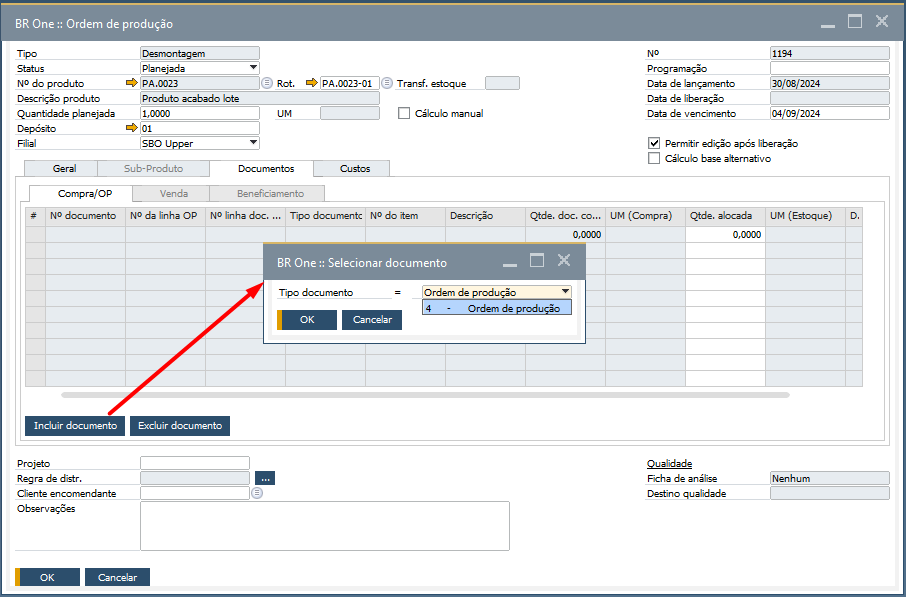 BR One :: Ordem de produção
Tipo Desmontagem Nº 1194
Status Planejada Programação
Nº do produto PA.0023 Rot. PA.0023-01 Transf. estoque Data de lançamento 30/08/2024
Descrição produto Produto acabado lote Data de liberação
Quantidade planejada 1,0000 UM Cálculo manual Data de vencimento 04/09/2024
Depósito 01
Filial SBO Upper Permitir edição após liberação
Cálculo base alternativo
Geral Sub-Produto Documentos Custos
Compra/OP Venda Beneficiamento
# Nº documento Nº da linha OP Nº linha doc. ... Tipo documento Nº do item Descrição Qtde. doc. co... UM (Compra) Qtde. alocada UM (Estoque) D.
0,0000 0,0000
BR One :: Selecionar documento
Tipo documento = Ordem de produção
4 - Ordem de produção
OK Cancelar
Incluir documento Excluir documento
Projeto Qualidade
Regra de distr. ... Ficha de análise Nenhum
Cliente encomendante Destino qualidade
Observações
OK Cancelar